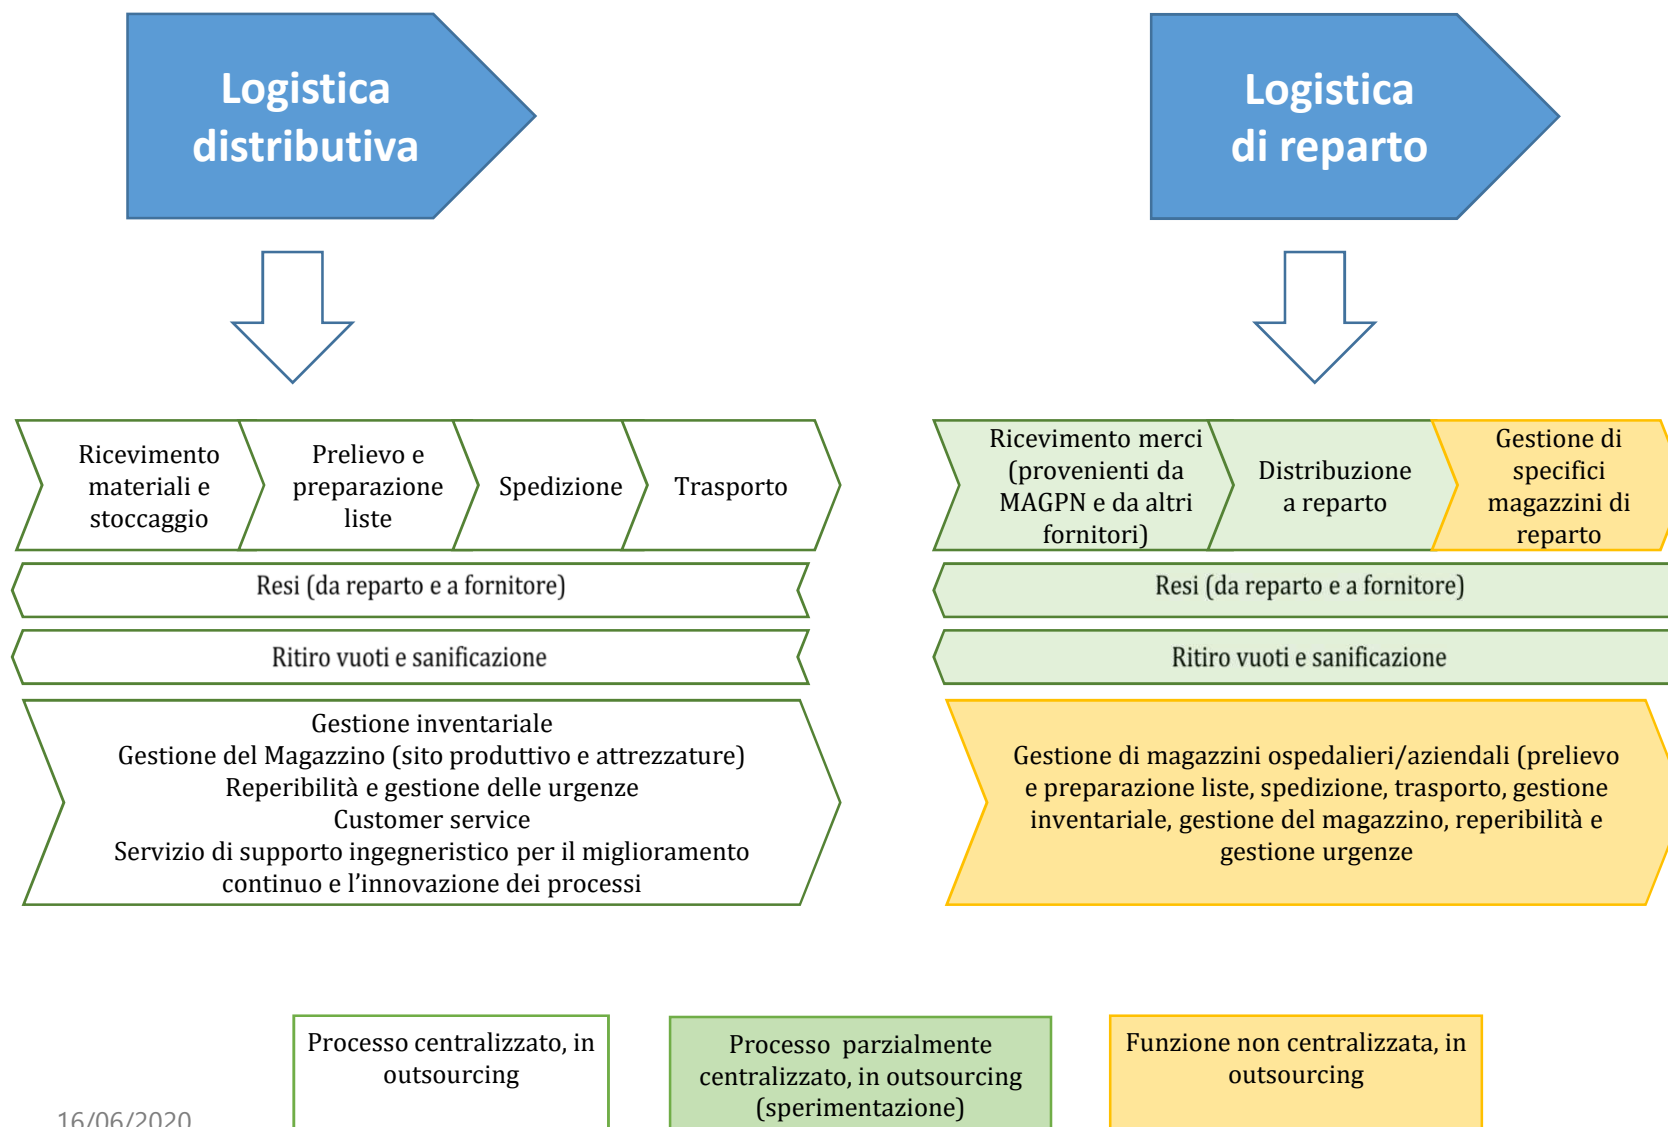 Logistica
distributiva
Logistica
di reparto
Ricevimento
materiali e
stoccaggio
Prelievo e
preparazione
liste
Spedizione
Trasporto
Ricevimento merci
(provenienti da
MAGPN e da altri
fornitori)
Distribuzione
a reparto
Gestione di
specifici
magazzini di
reparto
Resi (da reparto e a fornitore)
Resi (da reparto e a fornitore)
Ritiro vuoti e sanificazione
Ritiro vuoti e sanificazione
Gestione inventariale
Gestione del Magazzino (sito produttivo e attrezzature)
Reperibilità e gestione delle urgenze
Customer service
Servizio di supporto ingegneristico per il miglioramento
continuo e l'innovazione dei processi
Gestione di magazzini ospedalieri/aziendali (prelievo
e preparazione liste, spedizione, trasporto, gestione
inventariale, gestione del magazzino, reperibilità e
gestione urgenze
Processo centralizzato, in
outsourcing
Processo parzialmente
centralizzato, in outsourcing
(sperimentazione)
Funzione non centralizzata, in
outsourcing
16/06/2020